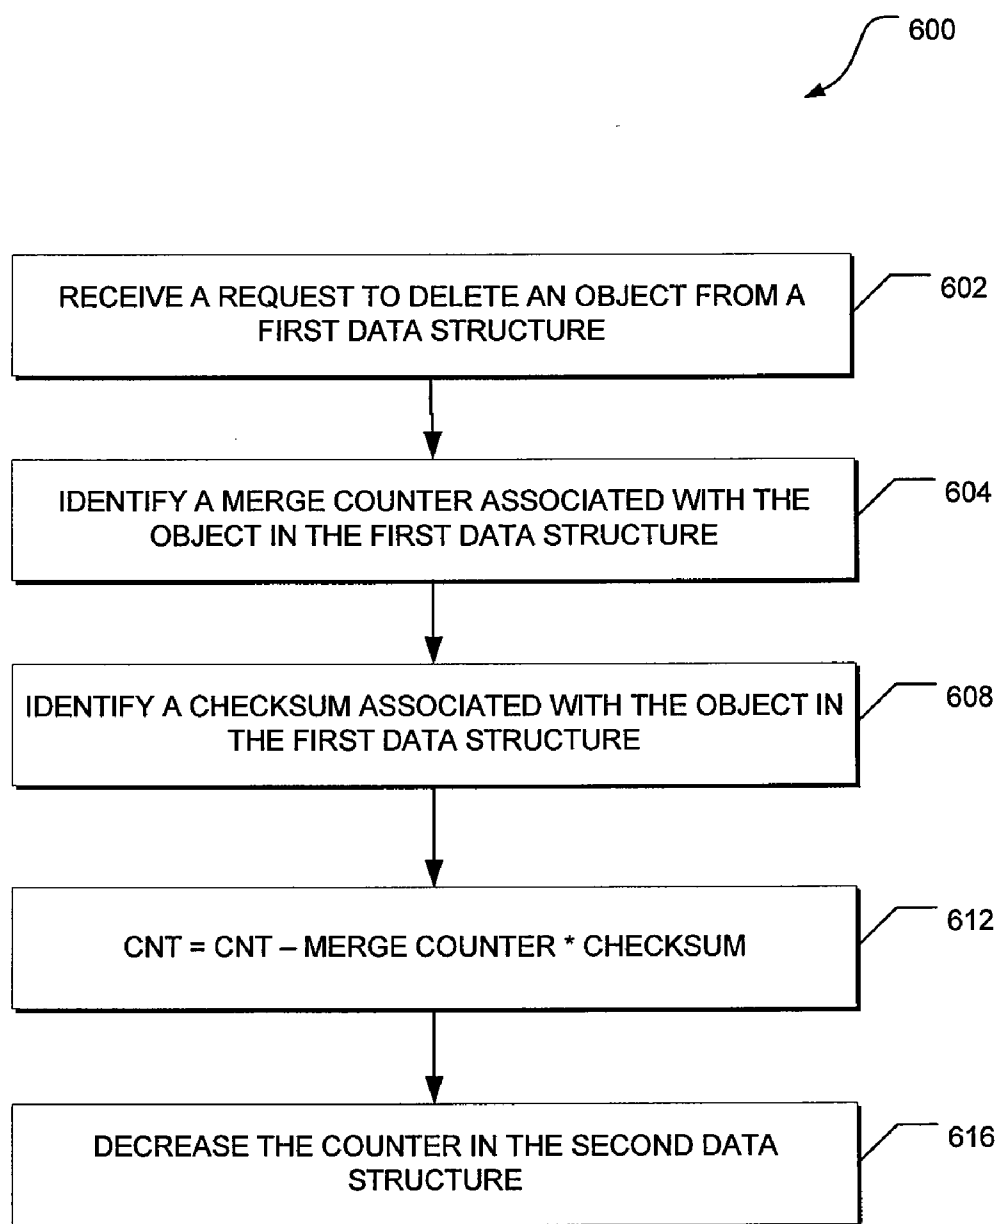 600
RECEIVE A REQUEST TO DELETE AN OBJECT FROM A
FIRST DATA STRUCTURE
602
IDENTIFY A MERGE COUNTER ASSOCIATED WITH THE
OBJECT IN THE FIRST DATA STRUCTURE
604
IDENTIFY A CHECKSUM ASSOCIATED WITH THE OBJECT IN
THE FIRST DATA STRUCTURE
608
CNT = CNT – MERGE COUNTER * CHECKSUM
612
DECREASE THE COUNTER IN THE SECOND DATA
STRUCTURE
616